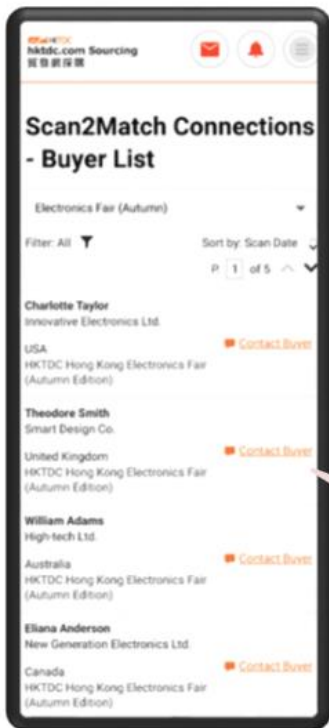 HKTDC
hktdc.com Sourcing
貿發網採購
Scan2Match Connections
- Buyer List
Electronics Fair (Autumn)
Filter: All
Sort by: Scan Date
P. 1 of 5
Charlotte Taylor
Innovative Electronics Ltd.
USA
Contact Buyer
HKTDC Hong Kong Electronics Fair
(Autumn Edition)
Theodore Smith
Smart Design Co.
United Kingdom
Contact Buyer
HKTDC Hong Kong Electronics Fair
(Autumn Edition)
William Adams
High-tech Ltd.
Australia
Contact Buyer
HKTDC Hong Kong Electronics Fair
(Autumn Edition)
Eliana Anderson
New Generation Electronics Ltd.
Canada
Contact Buyer
HKTDC Hong Kong Electronics Fair
(Autumn Edition)